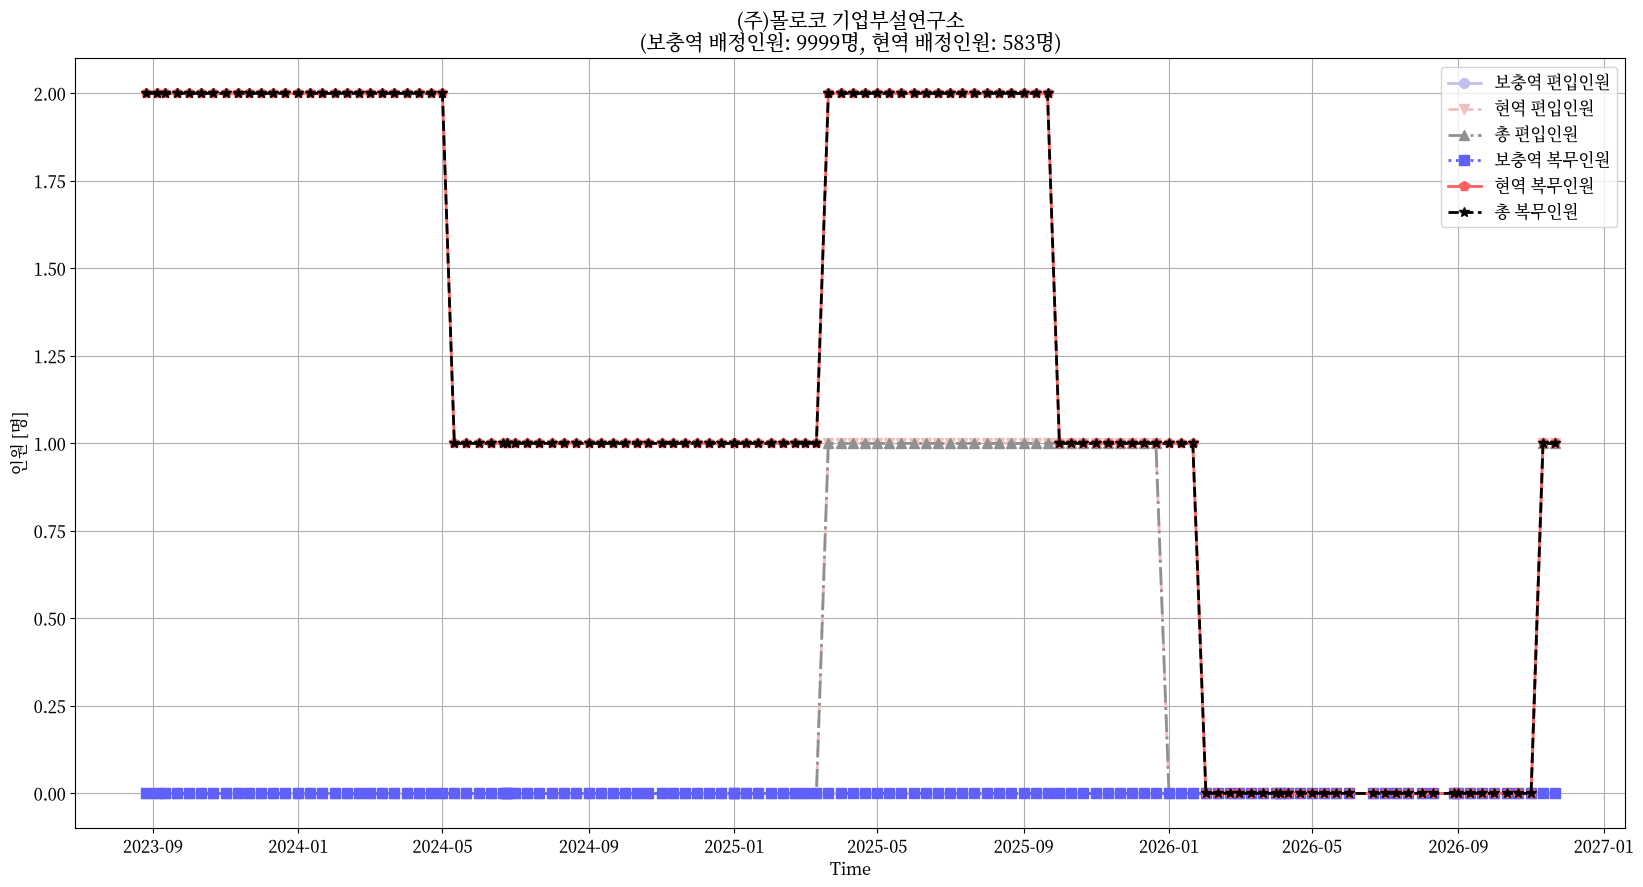 (주)몰로코 기업부설연구소
(보충역 배정인원: 9999명, 현역 배정인원: 583명)
보충역 편입인원
현역 편입인원
총 편입인원
보충역 복무인원
현역 복무인원
총 복무인원
인원 [명]
2.00
1.75
1.50
1.25
1.00
0.75
0.50
0.25
0.00
2023-09
2024-01
2024-05
2024-09
2025-01
2025-05
2025-09
2026-01
2026-05
2026-09
2027-01
Time